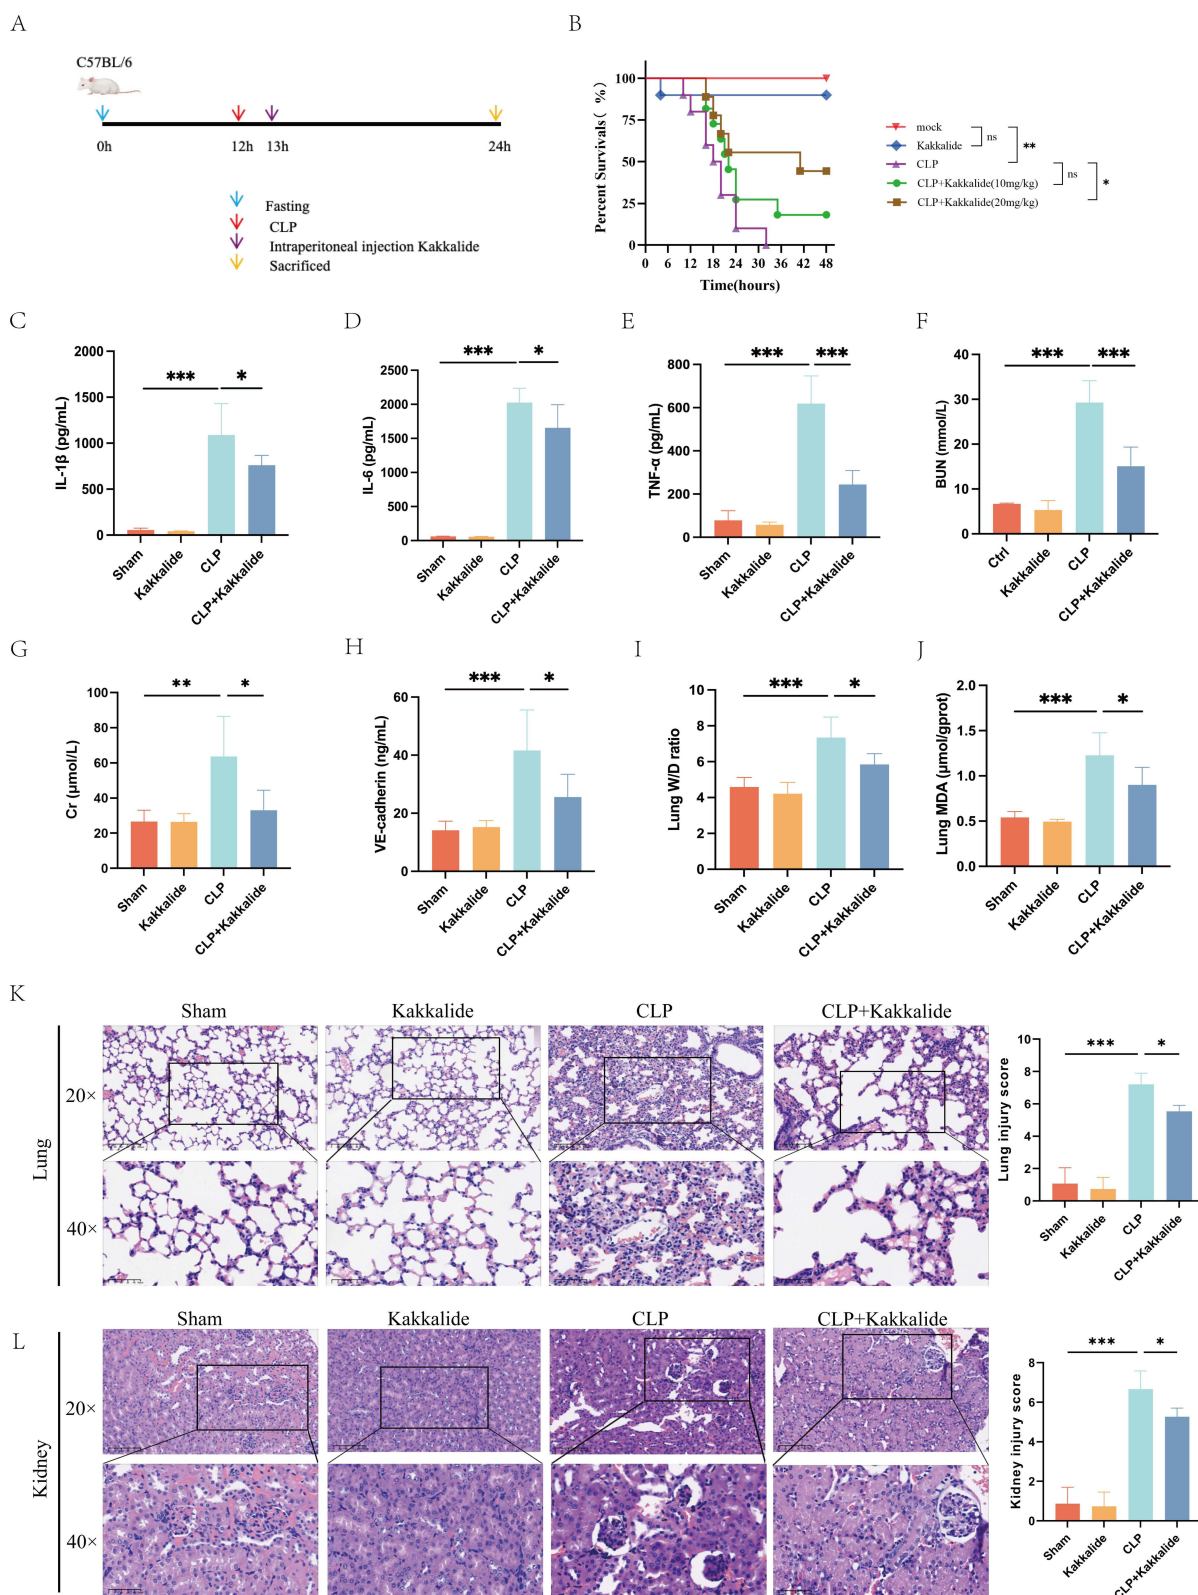 A
C57BL/6
0h
12h
13h
24h
Fasting
CLP
Intraperitoneal injection Kakkalide
Sacrificed
B
Percent Survivals（ %）
100
75
50
25
0
0 6 12 18 24 30 36 42 48
Time(hours)
mock
Kakkalide
CLP
CLP+Kakkalide(10mg/kg)
CLP+Kakkalide(20mg/kg)
ns
**
ns
*
C
IL-1β (pg/mL)
2000
1500
1000
500
0
*** *
Sham
Kakkalide
CLP
CLP+Kakkalide
D
IL-6 (pg/mL)
2500
2000
1500
1000
500
0
*** *
Sham
Kakkalide
CLP
CLP+Kakkalide
E
TNF-α (pg/mL)
800
600
400
200
0
*** ***
Sham
Kakkalide
CLP
CLP+Kakkalide
F
BUN (mmol/L)
40
30
20
10
0
*** ***
Ctrl
Kakkalide
CLP
CLP+Kakkalide
G
Cr (μmol/L)
100
80
60
40
20
0
** *
Sham
Kakkalide
CLP
CLP+Kakkalide
H
VE-cadherin (ng/mL)
60
40
20
0
*** *
Sham
Kakkalide
CLP
CLP+Kakkalide
I
Lung W/D ratio
10
8
6
4
2
0
*** *
Sham
Kakkalide
CLP
CLP+Kakkalide
J
Lung MDA (μmol/gprot)
2.0
1.5
1.0
0.5
0.0
*** *
Sham
Kakkalide
CLP
CLP+Kakkalide
K
Sham
Kakkalide
CLP
CLP+Kakkalide
Lung
20×
40×
Lung injury score
10
8
6
4
2
0
*** *
Sham
Kakkalide
CLP
CLP+Kakkalide
L
Sham
Kakkalide
CLP
CLP+Kakkalide
Kidney
20×
40×
Kidney injury score
8
6
4
2
0
*** *
Sham
Kakkalide
CLP
CLP+Kakkalide